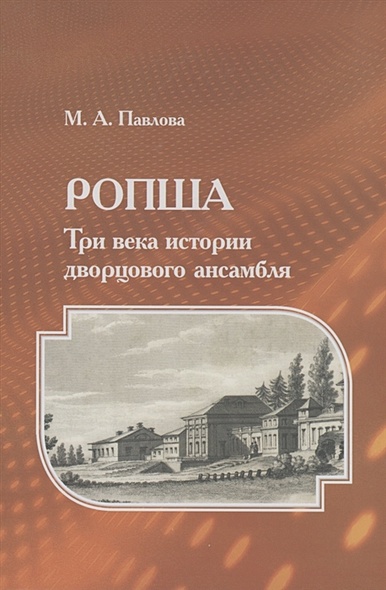 М. А. Павлова
РОПША
Три века истории
дворцового ансамбля